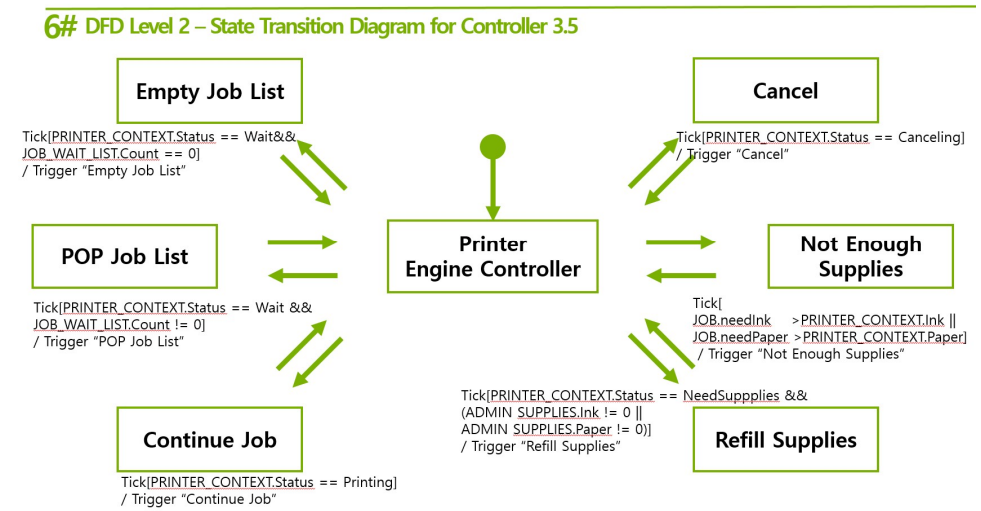 6# DFD Level 2 – State Transition Diagram for Controller 3.5
Empty Job List
Tick[PRINTER_CONTEXT.Status == Wait&&
JOB_WAIT_LIST.Count == 0]
/ Trigger “Empty Job List”
Cancel
Tick[PRINTER_CONTEXT.Status == Canceling]
/ Trigger “Cancel”
POP Job List
Tick[PRINTER_CONTEXT.Status == Wait &&
JOB_WAIT_LIST.Count != 0]
/ Trigger “POP Job List”
Printer
Engine Controller
Not Enough
Supplies
Tick[
JOB.needInk >PRINTER_CONTEXT.Ink ||
JOB.needPaper >PRINTER_CONTEXT.Paper]
/ Trigger “Not Enough Supplies”
Continue Job
Tick[PRINTER_CONTEXT.Status == Printing]
/ Trigger “Continue Job”
Tick[PRINTER_CONTEXT.Status == NeedSuppplies &&
(ADMIN SUPPLIES.Ink != 0 ||
ADMIN SUPPLIES.Paper != 0)]
/ Trigger “Refill Supplies”
Refill Supplies